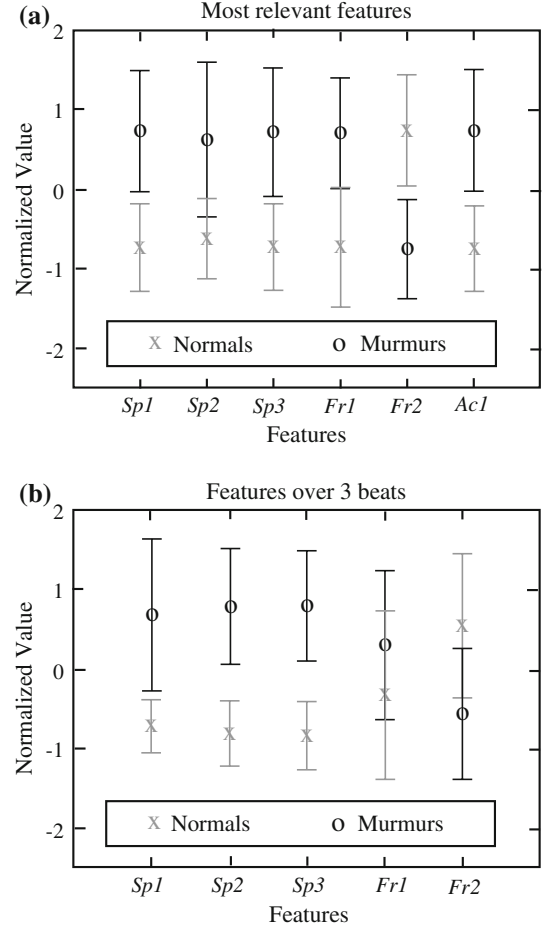 (a)
Most relevant features
2
1
0
-1
-2
Normalized Value
x Normals o Murmurs
Sp1 Sp2 Sp3 Fr1 Fr2 Ac1
Features
(b)
Features over 3 beats
2
1
0
-1
-2
Normalized Value
x Normals o Murmurs
Sp1 Sp2 Sp3 Fr1 Fr2
Features